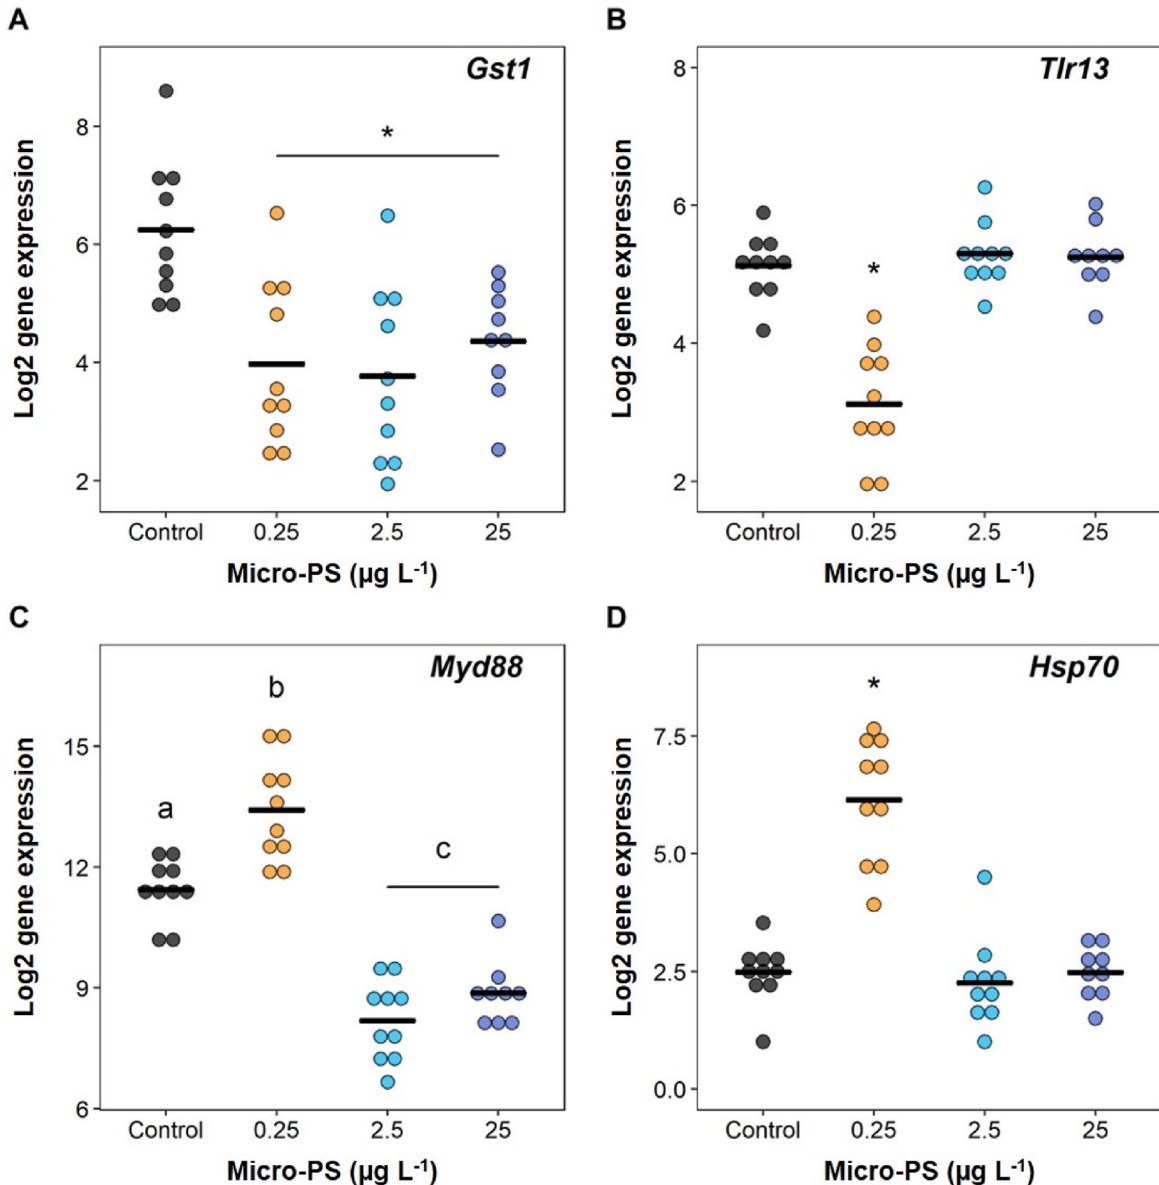 A
Gst1
Log2 gene expression
8
6
4
2
*
Control 0.25 2.5 25
Micro-PS (µg L⁻¹)
B
Tlr13
Log2 gene expression
8
6
4
2
*
Control 0.25 2.5 25
Micro-PS (µg L⁻¹)
C
Myd88
Log2 gene expression
15
12
9
6
a
b
c
Control 0.25 2.5 25
Micro-PS (µg L⁻¹)
D
Hsp70
Log2 gene expression
7.5
5.0
2.5
0.0
*
Control 0.25 2.5 25
Micro-PS (µg L⁻¹)